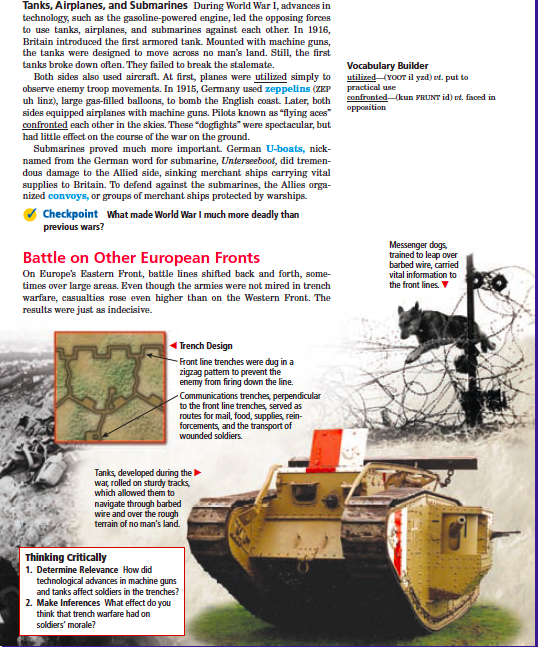 Tanks, Airplanes, and Submarines During World War I, advances in
technology, such as the gasoline-powered engine, led the opposing forces
to use tanks, airplanes, and submarines against each other. In 1916,
Britain introduced the first armored tank. Mounted with machine guns,
the tanks were designed to move across no man's land. Still, the first
tanks broke down often. They failed to break the stalemate.
Both sides also used aircraft. At first, planes were utilized simply to
observe enemy troop movements. In 1915, Germany used zeppelins (ZEP
uh linz), large gas-filled balloons, to bomb the English coast. Later, both
sides equipped airplanes with machine guns. Pilots known as "flying aces"
confronted each other in the skies. These "dogfights" were spectacular, but
had little effect on the course of the war on the ground.
Submarines proved much more important. German U-boats, nick-
named from the German word for submarine, Unterseeboot, did tremen-
dous damage to the Allied side, sinking merchant ships carrying vital
supplies to Britain. To defend against the submarines, the Allies orga-
nized convoys, or groups of merchant ships protected by warships.
Checkpoint What made World War I much more deadly than
previous wars?
Vocabulary Builder
utilized—(YOOT il yzd) vt. put to
practical use
confronted—(kun FRUNT id) vt. faced in
opposition
Battle on Other European Fronts
On Europe's Eastern Front, battle lines shifted back and forth, some-
times over large areas. Even though the armies were not mired in trench
warfare, casualties rose even higher than on the Western Front. The
results were just as indecisive.
Messenger dogs,
trained to leap over
barbed wire, carried
vital information to
the front lines.
Trench Design
Front line trenches were dug in a
zigzag pattern to prevent the
enemy from firing down the line.
Communications trenches, perpendicular
to the front line trenches, served as
routes for mail, food, supplies, rein-
forcements, and the transport of
wounded soldiers.
Tanks, developed during the
war, rolled on sturdy tracks,
which allowed them to
navigate through barbed
wire and over the rough
terrain of no man's land.
Thinking Critically
1. Determine Relevance How did
technological advances in machine guns
and tanks affect soldiers in the trenches?
2. Make Inferences What effect do you
think that trench warfare had on
soldiers' morale?